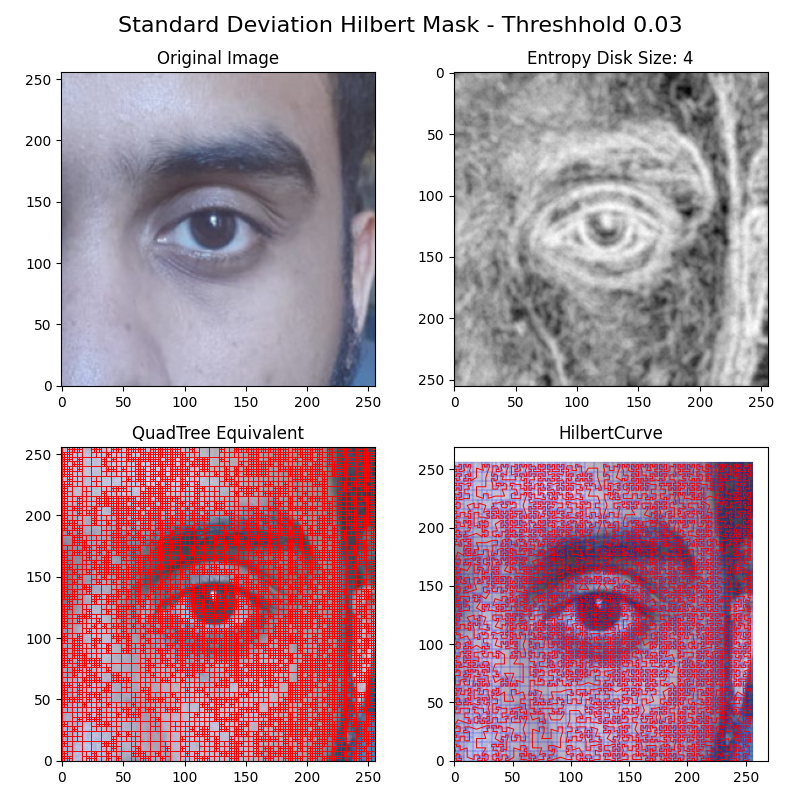 Standard Deviation Hilbert Mask - Threshhold 0.03
Original Image
250
200
150
100
50
0
0 50 100 150 200 250
Entropy Disk Size: 4
0
50
100
150
200
250
0 50 100 150 200 250
QuadTree Equivalent
250
200
150
100
50
0
0 50 100 150 200 250
HilbertCurve
250
200
150
100
50
0
0 50 100 150 200 250